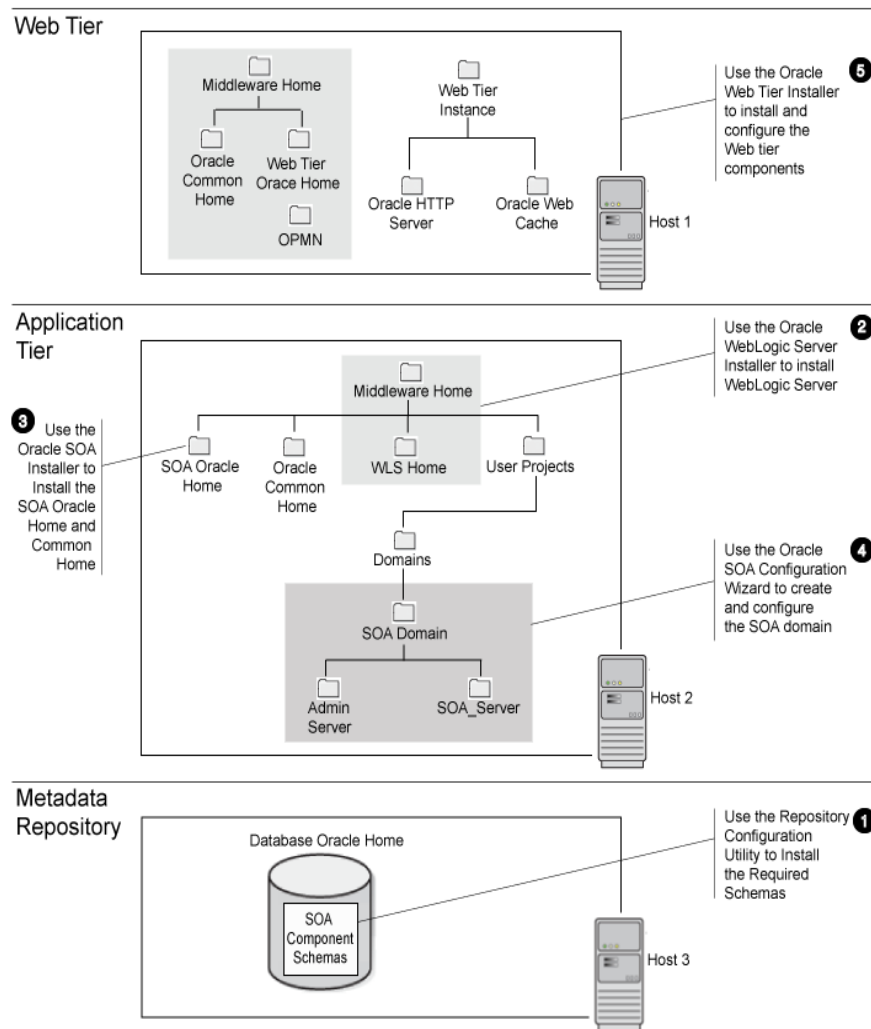 Web Tier
Middleware Home
Oracle
Common
Home
Web Tier
Orace Home
OPMN
Web Tier
Instance
Oracle HTTP
Server
Oracle Web
Cache
Host 1
Use the Oracle
Web Tier Installer
to install and
configure the
Web tier
components
5
Application
Tier
Middleware Home
SOA Oracle
Home
Oracle
Common
Home
WLS Home
User Projects
Domains
SOA Domain
Admin
Server
SOA_Server
Host 2
Use the Oracle
WebLogic Server
Installer to install
WebLogic Server
2
3
Use the
Oracle SOA
Installer to
Install the
SOA Oracle
Home and
Common
Home
Use the Oracle
SOA Configuration
Wizard to create
and configure
the SOA domain
4
Metadata
Repository
Database Oracle Home
SOA
Component
Schemas
Host 3
Use the Repository
Configuration
Utility to Install
the Required
Schemas
1